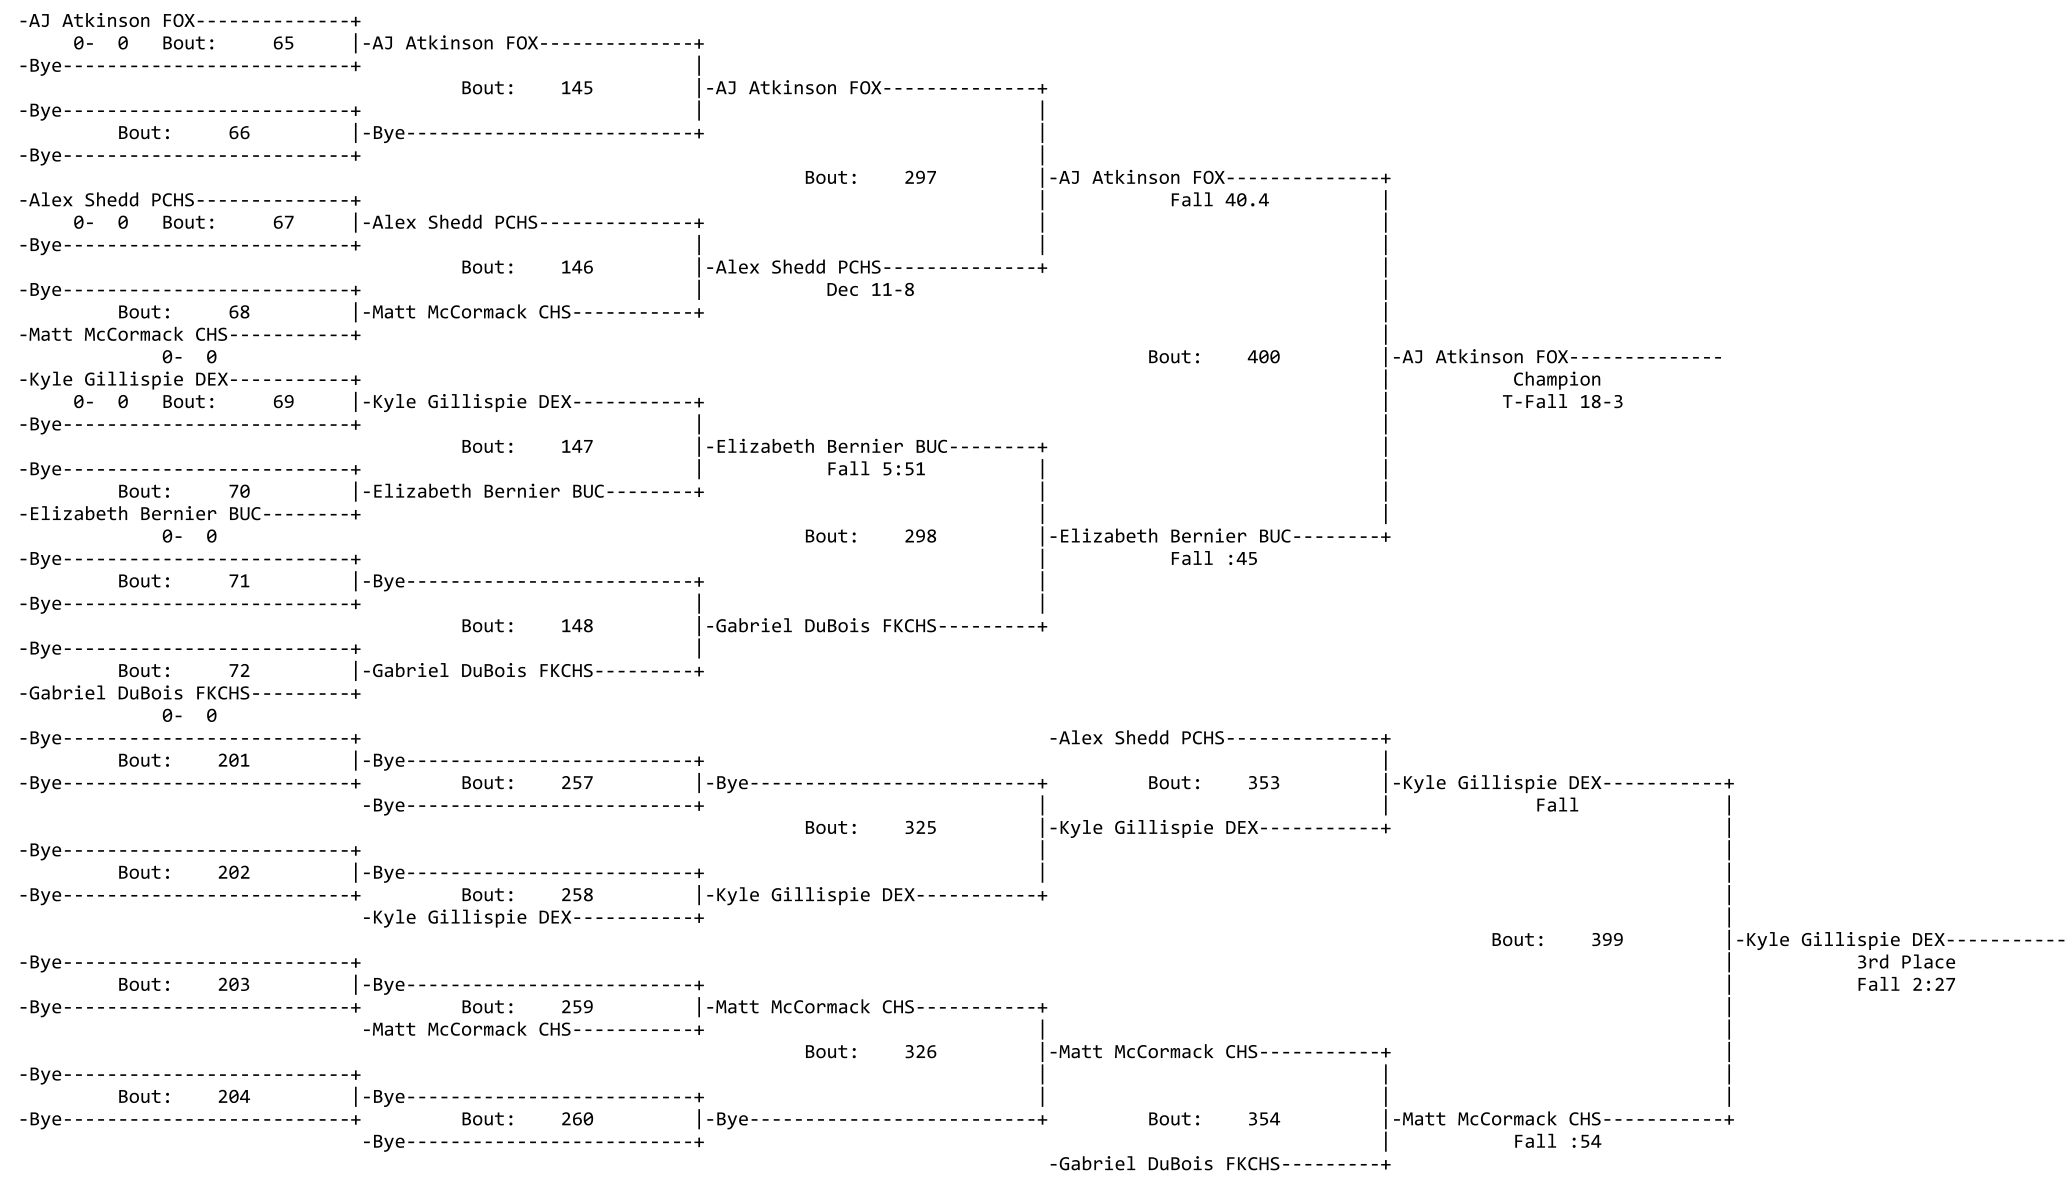 -AJ Atkinson FOX--------------+
     0-  0   Bout:     65     |-AJ Atkinson FOX--------------+
-Bye--------------------------+                              |
                                        Bout:    145         |-AJ Atkinson FOX--------------+
-Bye--------------------------+                              |                              |
         Bout:     66         |-Bye--------------------------+                              |
-Bye--------------------------+                                                             |
                                                                       Bout:    297         |-AJ Atkinson FOX--------------+
-Alex Shedd PCHS--------------+                                                             |          Fall 40.4           |
     0-  0   Bout:     67     |-Alex Shedd PCHS--------------+                              |                              |
-Bye--------------------------+                              |                              |                              |
                                        Bout:    146         |-Alex Shedd PCHS--------------+                              |
-Bye--------------------------+                              |           Dec 11-8                                          |
         Bout:     68         |-Matt McCormack CHS-----------+                                                             |
-Matt McCormack CHS-----------+                                                                                            |
             0-  0                                                                                    Bout:    400         |-AJ Atkinson FOX--------------
-Kyle Gillispie DEX-----------+                                                                                            |           Champion
     0-  0   Bout:     69     |-Kyle Gillispie DEX-----------+                                                             |          T-Fall 18-3
-Bye--------------------------+                              |                                                             |
                                        Bout:    147         |-Elizabeth Bernier BUC--------+                              |
-Bye--------------------------+                              |           Fall 5:51          |                              |
         Bout:     70         |-Elizabeth Bernier BUC--------+                              |                              |
-Elizabeth Bernier BUC--------+                                                             |                              |
             0-  0                                                     Bout:    298         |-Elizabeth Bernier BUC--------+
-Bye--------------------------+                                                             |          Fall :45
         Bout:     71         |-Bye--------------------------+                              |
-Bye--------------------------+                              |                              |
                                        Bout:    148         |-Gabriel DuBois FKCHS---------+
-Bye--------------------------+                              |
         Bout:     72         |-Gabriel DuBois FKCHS---------+
-Gabriel DuBois FKCHS---------+
             0-  0
-Bye--------------------------+                                                              -Alex Shedd PCHS--------------+
         Bout:    201         |-Bye--------------------------+                                                             |
-Bye--------------------------+         Bout:    257         |-Bye--------------------------+         Bout:    353         |-Kyle Gillispie DEX-----------+
                               -Bye--------------------------+                              |                              |             Fall             |
                                                                       Bout:    325         |-Kyle Gillispie DEX-----------+                              |
-Bye--------------------------+                                                             |                                                             |
         Bout:    202         |-Bye--------------------------+                              |                                                             |
-Bye--------------------------+         Bout:    258         |-Kyle Gillispie DEX-----------+                                                             |
                               -Kyle Gillispie DEX-----------+                                                                                            |
                                                                                                                                     Bout:    399         |-Kyle Gillispie DEX-----------
-Bye--------------------------+                                                                                                                           |           3rd Place
         Bout:    203         |-Bye--------------------------+                                                                                            |           Fall 2:27
-Bye--------------------------+         Bout:    259         |-Matt McCormack CHS-----------+                                                             |
                               -Matt McCormack CHS-----------+                              |                                                             |
                                                                       Bout:    326         |-Matt McCormack CHS-----------+                              |
-Bye--------------------------+                                                             |                              |                              |
         Bout:    204         |-Bye--------------------------+                              |                              |                              |
-Bye--------------------------+         Bout:    260         |-Bye--------------------------+         Bout:    354         |-Matt McCormack CHS-----------+
                               -Bye--------------------------+                                                             |           Fall :54
                                                                                             -Gabriel DuBois FKCHS---------+